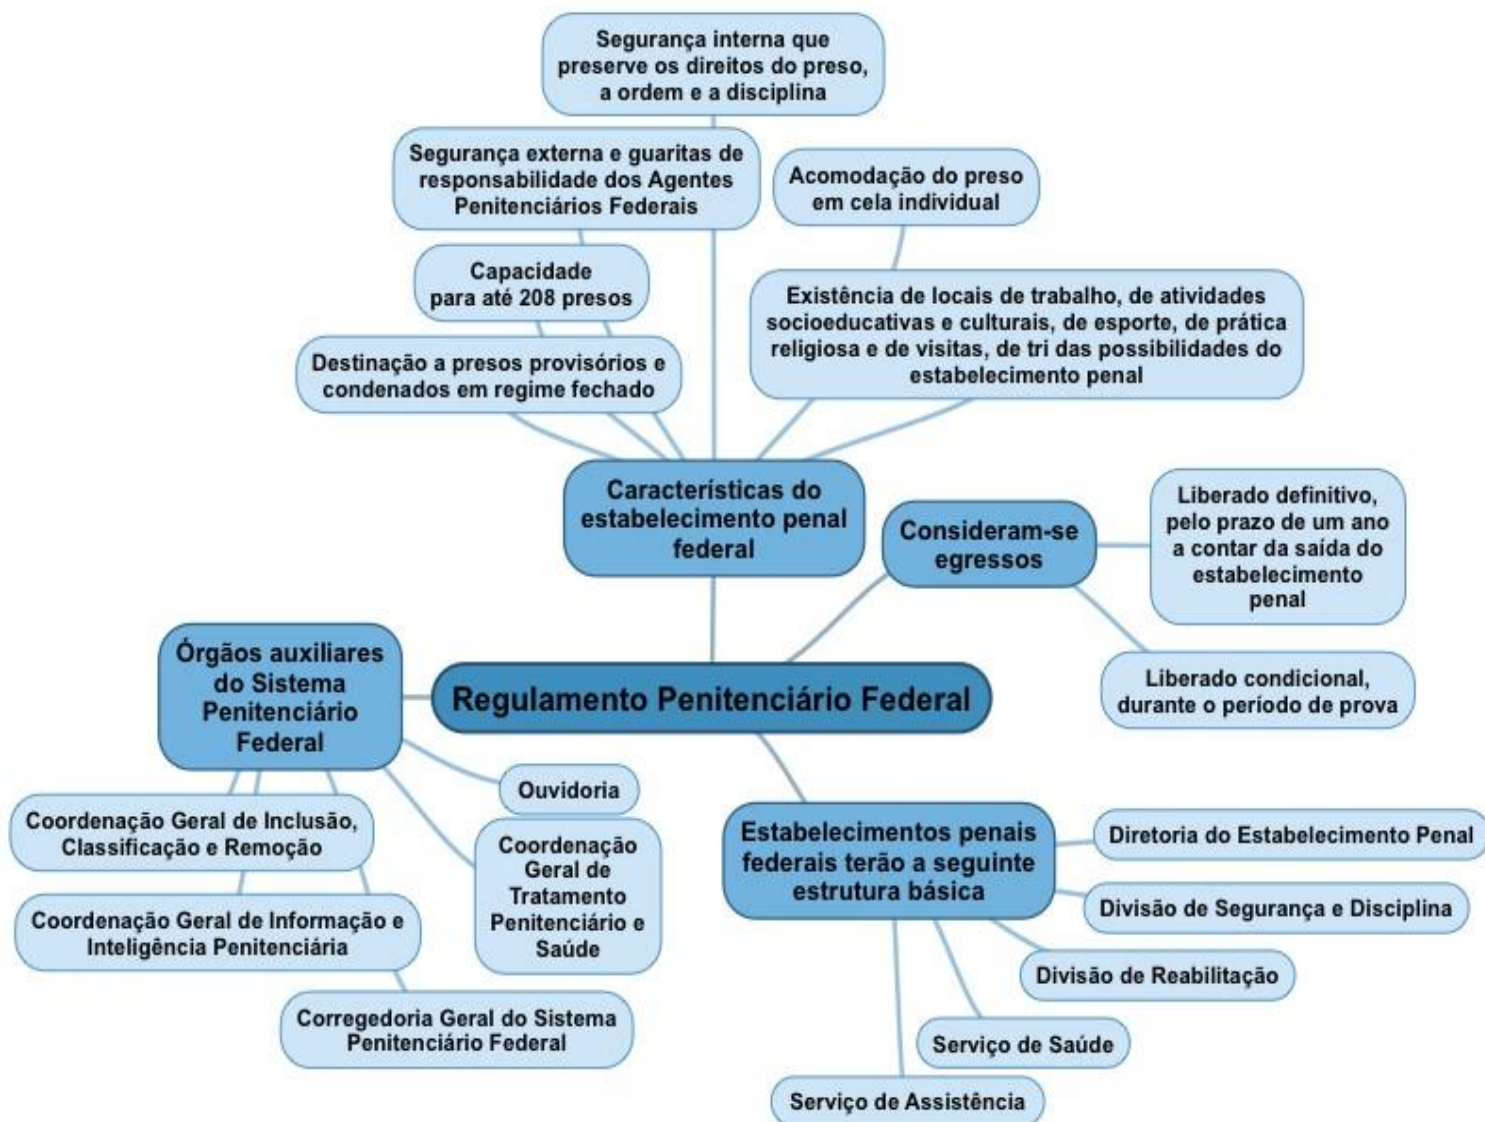 Segurança interna que
preserve os direitos do preso,
a ordem e a disciplina
Segurança externa e guaritas de
responsabilidade dos Agentes
Penitenciários Federais
Acomodação do preso
em cela individual
Capacidade
para até 208 presos
Existência de locais de trabalho, de atividades
socioeducativas e culturais, de esporte, de prática
religiosa e de visitas, de tri das possibilidades do
estabelecimento penal
Destinação a presos provisórios e
condenados em regime fechado
Características do
estabelecimento penal
federal
Consideram-se
egressos
Liberado definitivo,
pelo prazo de um ano
a contar da saída do
estabelecimento
penal
Liberado condicional,
durante o período de prova
Regulamento Penitenciário Federal
Órgãos auxiliares
do Sistema
Penitenciário
Federal
Ouvidoria
Coordenação Geral de Inclusão,
Classificação e Remoção
Coordenação
Geral de
Tratamento
Penitenciário e
Saúde
Coordenação Geral de Informação e
Inteligência Penitenciária
Corregedoria Geral do Sistema
Penitenciário Federal
Estabelecimentos penais
federais terão a seguinte
estrutura básica
Diretoria do Estabelecimento Penal
Divisão de Segurança e Disciplina
Divisão de Reabilitação
Serviço de Saúde
Serviço de Assistência